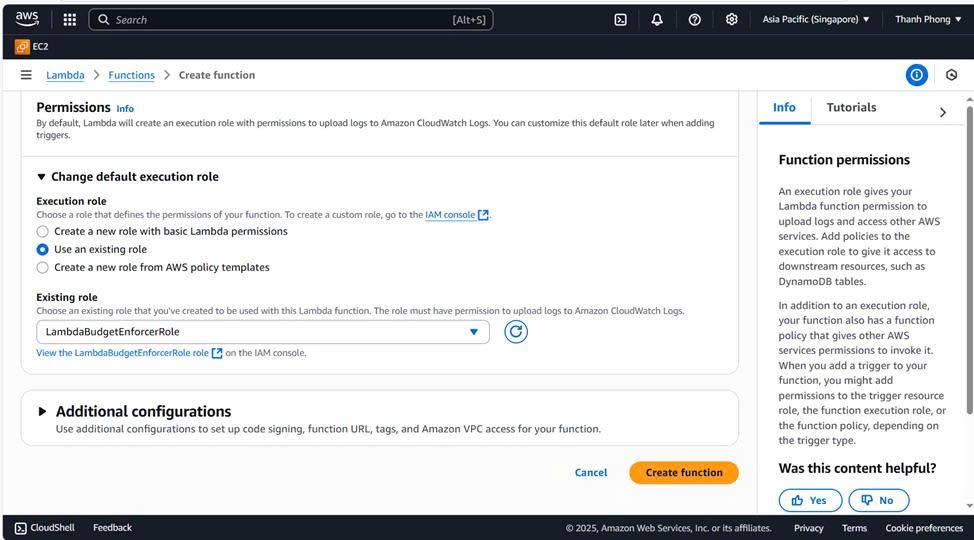 aws
Search
[Alt+S]
Asia Pacific (Singapore)
Thanh Phong
EC2
Lambda
Functions
Create function
Permissions Info
By default, Lambda will create an execution role with permissions to upload logs to Amazon CloudWatch Logs. You can customize this default role later when adding
triggers.
Change default execution role
Execution role
Choose a role that defines the permissions of your function. To create a custom role, go to the IAM console.
Create a new role with basic Lambda permissions
Use an existing role
Create a new role from AWS policy templates
Existing role
Choose an existing role that you've created to be used with this Lambda function. The role must have permission to upload logs to Amazon CloudWatch Logs.
LambdaBudgetEnforcerRole
View the LambdaBudgetEnforcerRole role on the IAM console.
Additional configurations
Use additional configurations to set up code signing, function URL, tags, and Amazon VPC access for your function.
Cancel
Create function
Info
Tutorials
Function permissions
An execution role gives your
Lambda function permission to
upload logs and access other AWS
services. Add policies to the
execution role to give it access to
downstream resources, such as
DynamoDB tables.
In addition to an execution role,
your function also has a function
policy that gives other AWS
services permissions to invoke it.
When you add a trigger to your
function, you might add
permissions to the trigger resource
role, the function execution role, or
the function policy, depending on
the trigger type.
Was this content helpful?
Yes
No
CloudShell
Feedback
© 2025, Amazon Web Services, Inc. or its affiliates.
Privacy
Terms
Cookie preferences